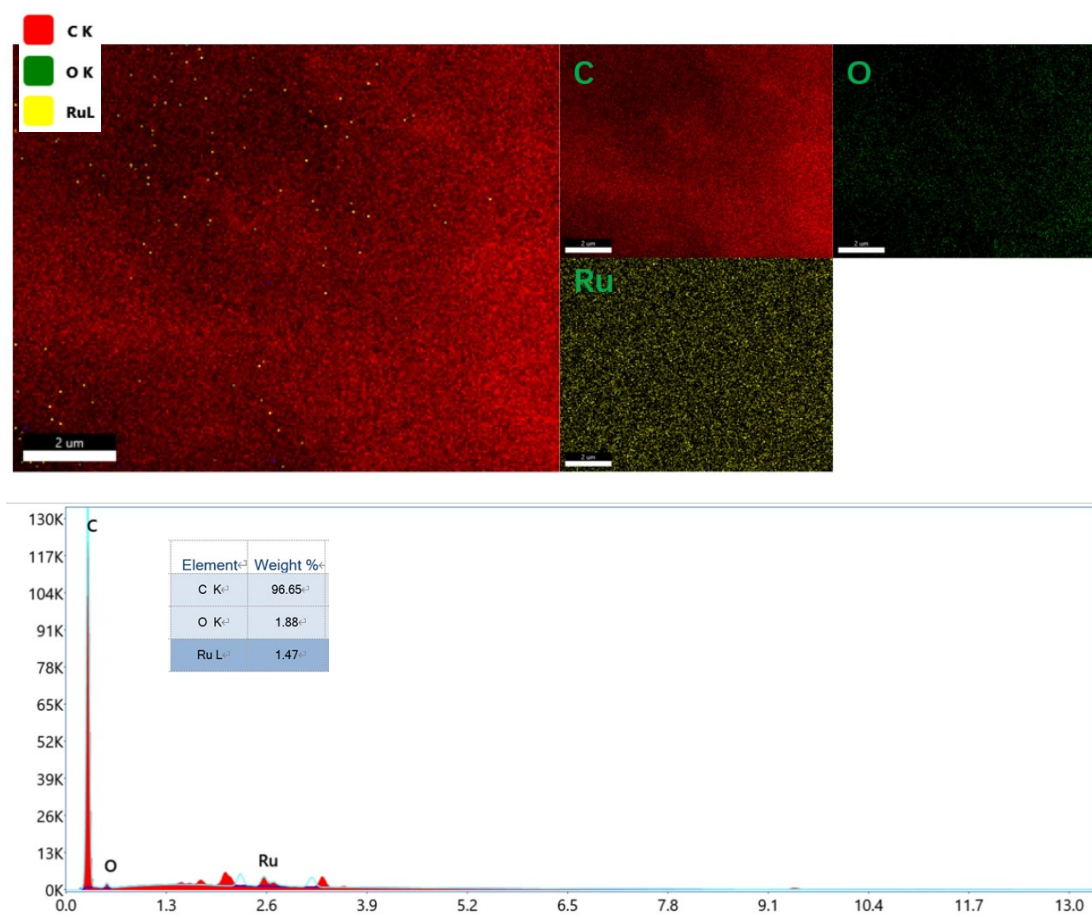 C K
O K
RuL
C
O
2 um
2 um
Ru
2 um
2 um
130K
117K
104K
91K
78K
65K
52K
39K
26K
13K
0K
C
O
Ru
Element↵ Weight %↵
C K↵ 96.65↵
O K↵ 1.88↵
Ru L↵ 1.47↵
0.0 1.3 2.6 3.9 5.2 6.5 7.8 9.1 10.4 11.7 13.0